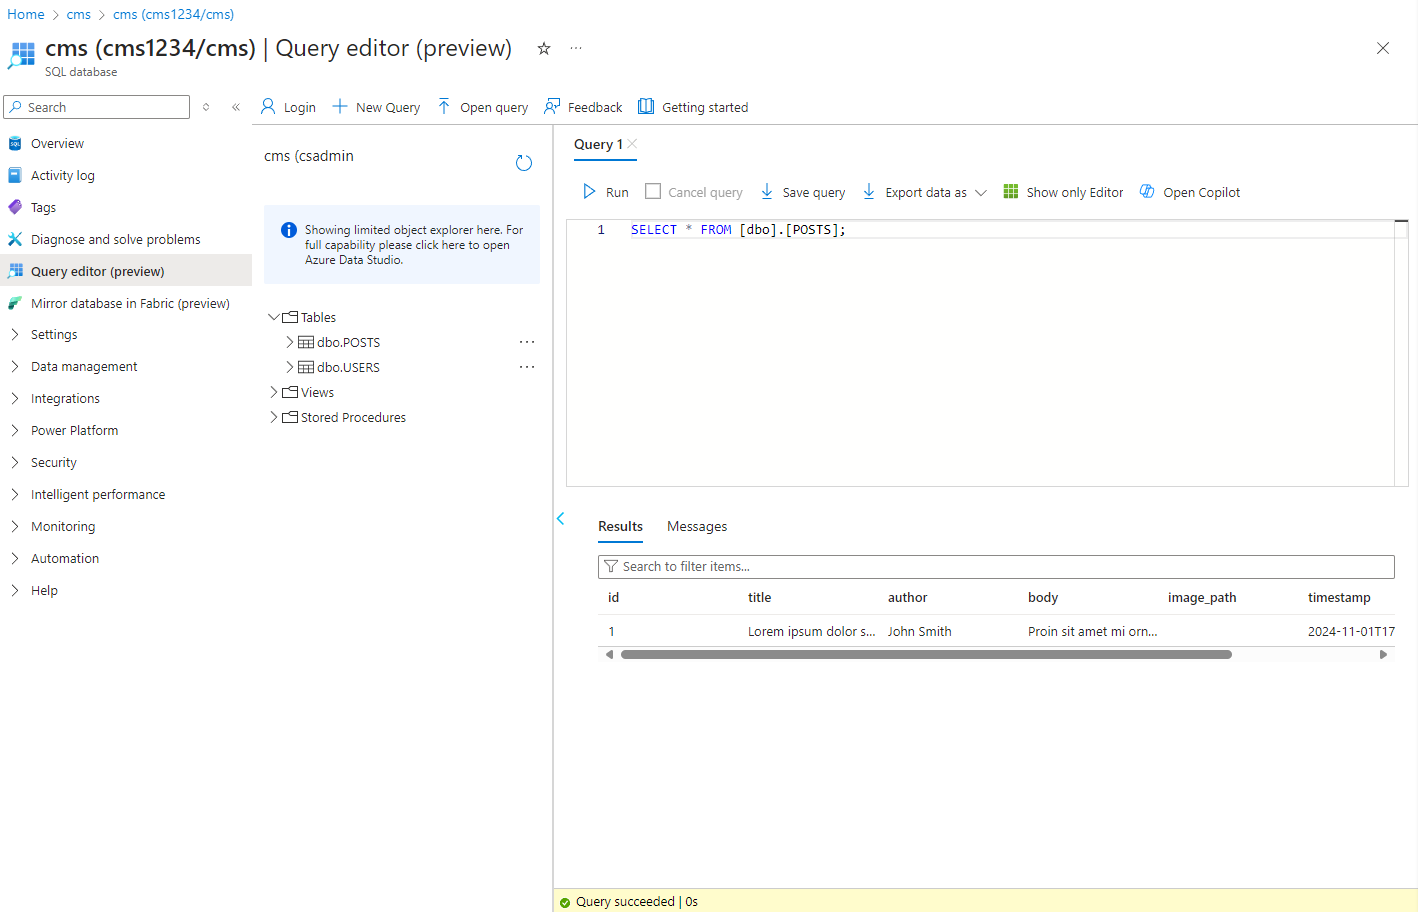 Home > cms > cms (cms1234/cms)
cms (cms1234/cms) | Query editor (preview)
SQL database
Search
Login
New Query
Open query
Feedback
Getting started
Overview
Activity log
Tags
Diagnose and solve problems
Query editor (preview)
Mirror database in Fabric (preview)
Settings
Data management
Integrations
Power Platform
Security
Intelligent performance
Monitoring
Automation
Help
cms (csadmin
Showing limited object explorer here. For
full capability please click here to open
Azure Data Studio.
Tables
dbo.POSTS
dbo.USERS
Views
Stored Procedures
Query 1
Run
Cancel query
Save query
Export data as
Show only Editor
Open Copilot
1 SELECT * FROM [dbo].[POSTS];
Results
Messages
Search to filter items...
id title author body image_path timestamp
1 Lorem ipsum dolor s... John Smith Proin sit amet mi orn... 2024-11-01T17
Query succeeded | 0s